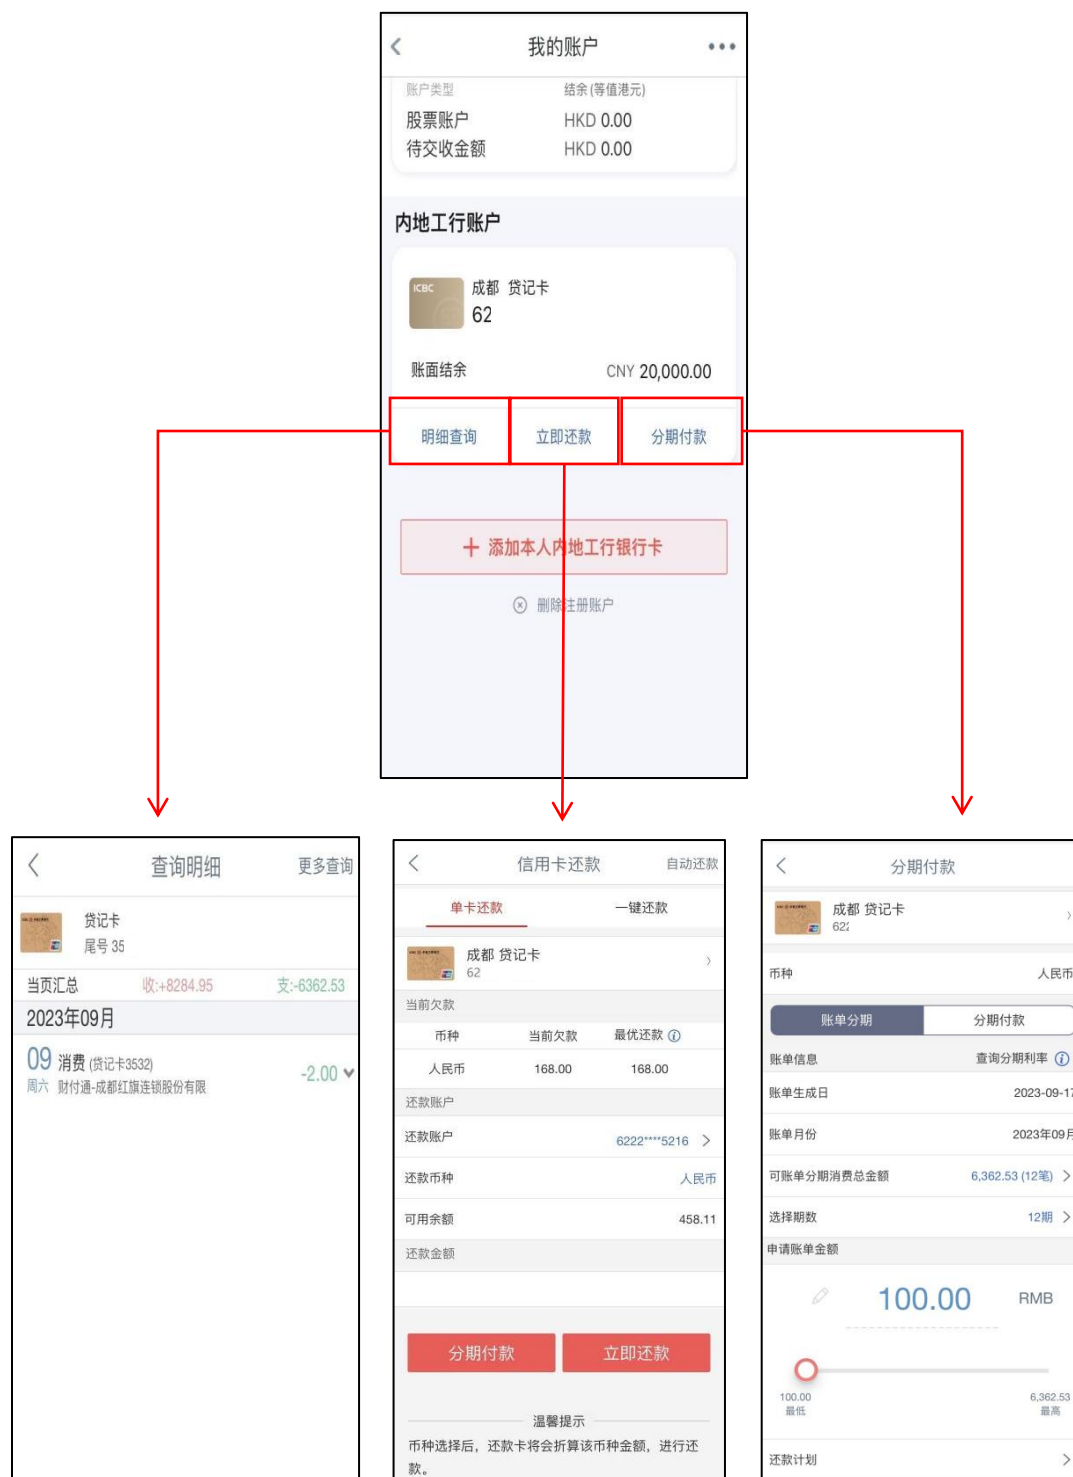 我的账户
账户类型 结余(等值港元)
股票账户 HKD 0.00
待交收金额 HKD 0.00
内地工行账户
ICBC
成都 贷记卡
62
账面结余 CNY 20,000.00
明细查询 立即还款 分期付款
+ 添加本人内地工行银行卡
删除注册账户
查询明细 更多查询
贷记卡
尾号 35
当页汇总 收:+8284.95 支:-6362.53
2023年09月
09 消费 (贷记卡3532) -2.00
周六 财付通-成都红旗连锁股份有限
信用卡还款 自动还款
单卡还款 一键还款
成都 贷记卡
62
当前欠款
币种 当前欠款 最优还款
人民币 168.00 168.00
还款账户
还款账户 6222****5216
还款币种 人民币
可用余额 458.11
还款金额
分期付款 立即还款
温馨提示
币种选择后，还款卡将会折算该币种金额，进行还
款。
分期付款
成都 贷记卡
622
币种 人民币
账单分期 分期付款
账单信息 查询分期利率
账单生成日 2023-09-17
账单月份 2023年09月
可账单分期消费总金额 6,362.53 (12笔)
选择期数 12期
申请账单金额
100.00 RMB
100.00 6,362.53
最低 最高
还款计划